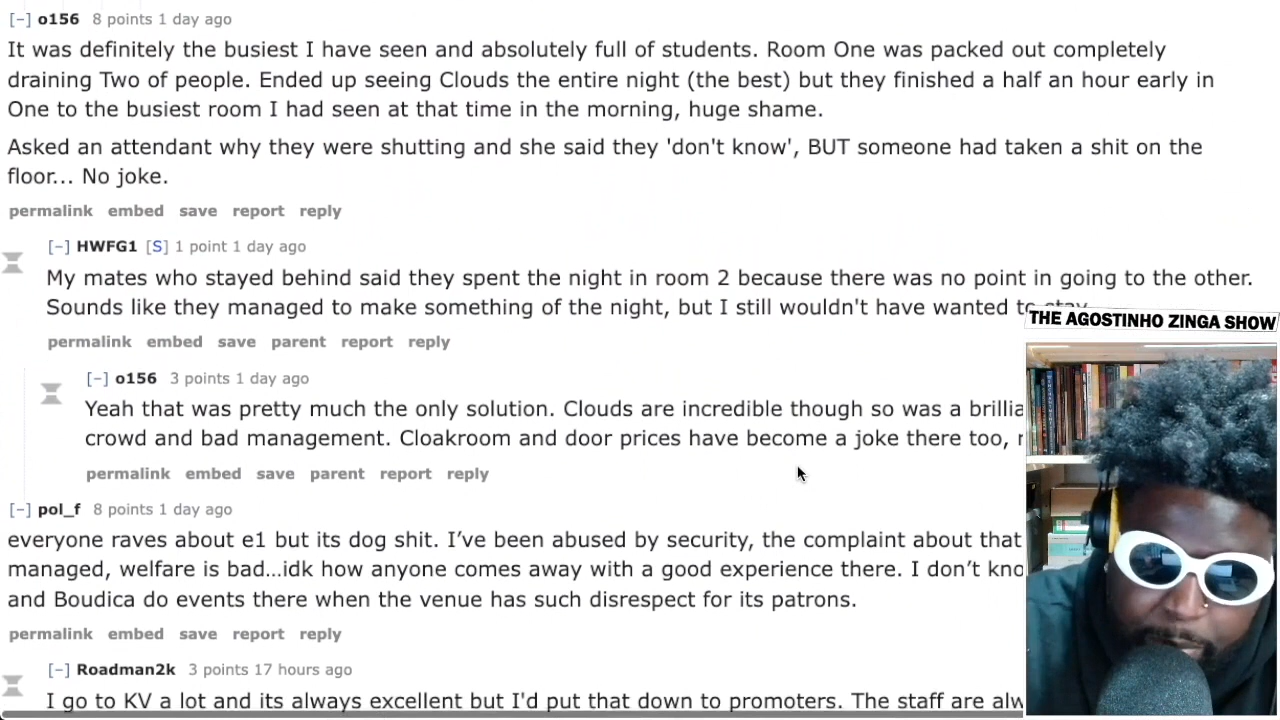 [-] o156 8 points 1 day ago
It was definitely the busiest I have seen and absolutely full of students. Room One was packed out completely
draining Two of people. Ended up seeing Clouds the entire night (the best) but they finished a half an hour early in
One to the busiest room I had seen at that time in the morning, huge shame.
Asked an attendant why they were shutting and she said they 'don't know', BUT someone had taken a shit on the
floor... No joke.
permalink embed save report reply
[-] HWFG1 [S] 1 point 1 day ago
My mates who stayed behind said they spent the night in room 2 because there was no point in going to the other.
Sounds like they managed to make something of the night, but I still wouldn't have wanted to stay
permalink embed save parent report reply
THE AGOSTINHO ZINGA SHOW
[-] o156 3 points 1 day ago
Yeah that was pretty much the only solution. Clouds are incredible though so was a brillia
crowd and bad management. Cloakroom and door prices have become a joke there too,
permalink embed save parent report reply
[-] pol_f 8 points 1 day ago
everyone raves about e1 but its dog shit. I’ve been abused by security, the complaint about that
managed, welfare is bad...idk how anyone comes away with a good experience there. I don’t kno
and Boudica do events there when the venue has such disrespect for its patrons.
permalink embed save report reply
[-] Roadman2k 3 points 17 hours ago
I go to KV a lot and its always excellent but I'd put that down to promoters. The staff are alw